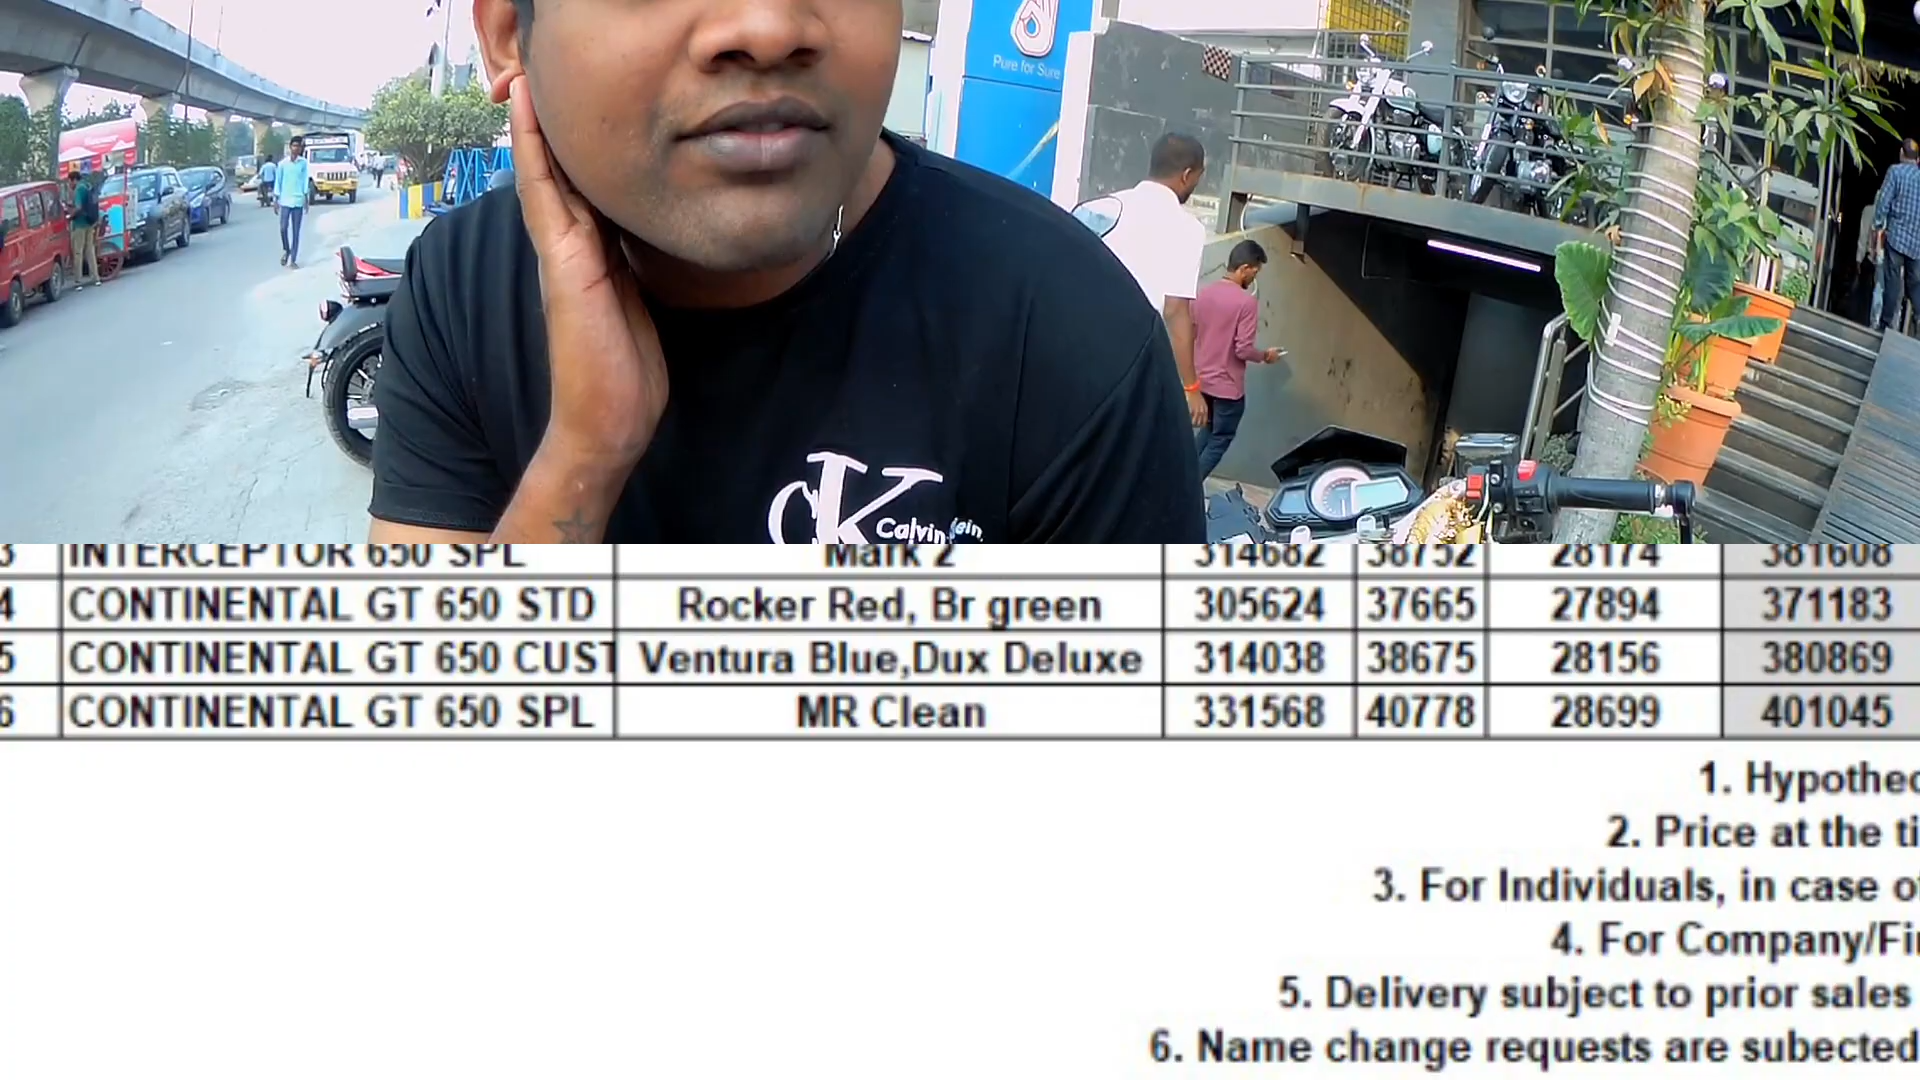 Pure for Sure
CK
Calvin Klein
3 INTERCEPTOR 650 SPL Mark 2 314682 38752 28174 381608
4 CONTINENTAL GT 650 STD Rocker Red, Br green 305624 37665 27894 371183
5 CONTINENTAL GT 650 CUST Ventura Blue,Dux Deluxe 314038 38675 28156 380869
6 CONTINENTAL GT 650 SPL MR Clean 331568 40778 28699 401045
1. Hypothec
2. Price at the ti
3. For Individuals, in case of
4. For Company/Fi
5. Delivery subject to prior sales
6. Name change requests are subected